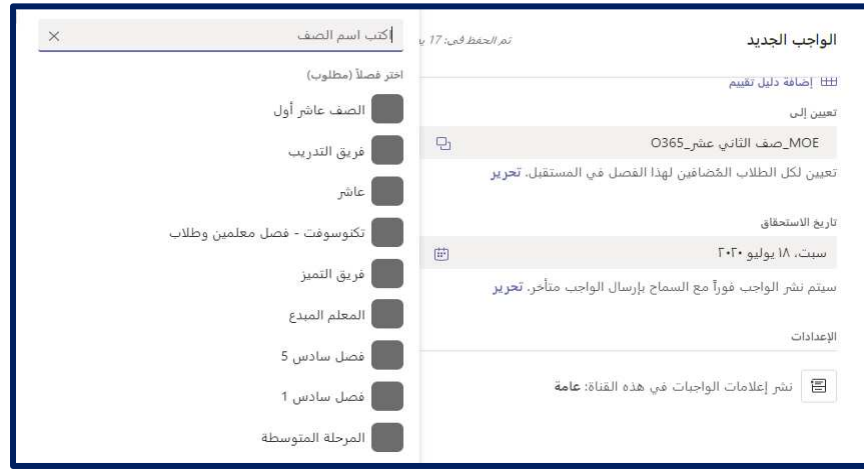 الواجب الجديد
تم الحفظ في: 17 ي
إضافة دليل تقييم
تعيين إلى
MOE_صف الثاني عشر_O365
تعيين لكل الطلاب المُضافين لهذا الفصل في المستقبل. تحرير
تاريخ الاستحقاق
سبت، ١٨ يوليو ٢٠٢٠
سيتم نشر الواجب فوراً مع السماح بإرسال الواجب متأخر. تحرير
الإعدادات
نشر إعلامات الواجبات في هذه القناة: عامة
اكتب اسم الصف
اختر فصلاً (مطلوب)
الصف عاشر أول
فريق التدريب
عاشر
تكنوسوفت - فصل معلمين وطلاب
فريق التميز
المعلم المبدع
فصل سادس 5
فصل سادس 1
المرحلة المتوسطة